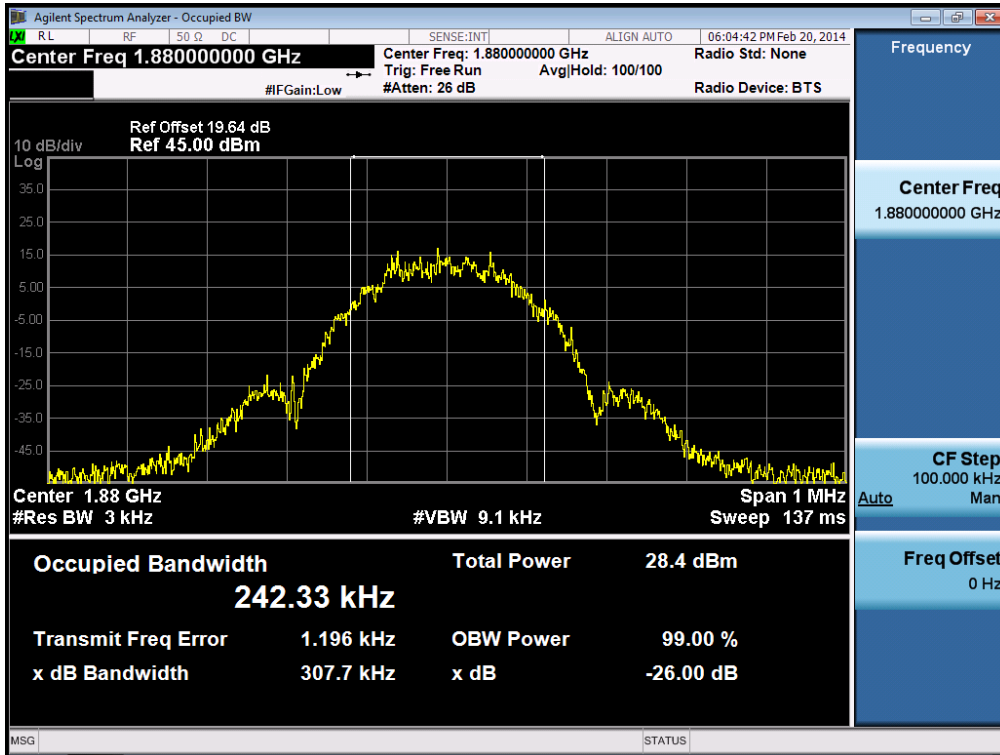 Agilent Spectrum Analyzer - Occupied BW
LXI RL RF 50 Ω DC SENSE:INT ALIGN AUTO 06:04:42 PM Feb 20, 2014
Center Freq 1.880000000 GHz
Center Freq: 1.880000000 GHz
Radio Std: None
Trig: Free Run Avg|Hold: 100/100
#IFGain:Low
#Atten: 26 dB
Radio Device: BTS
Ref Offset 19.64 dB
10 dB/div Ref 45.00 dBm
Log
35.0
25.0
15.0
5.00
-5.00
-15.0
-25.0
-35.0
-45.0
Center 1.88 GHz Span 1 MHz
#Res BW 3 kHz #VBW 9.1 kHz Sweep 137 ms
Occupied Bandwidth Total Power 28.4 dBm
242.33 kHz
Transmit Freq Error 1.196 kHz OBW Power 99.00 %
x dB Bandwidth 307.7 kHz x dB -26.00 dB
MSG STATUS
Frequency
Center Freq
1.880000000 GHz
CF Step
100.000 kHz
Auto Man
Freq Offset
0 Hz